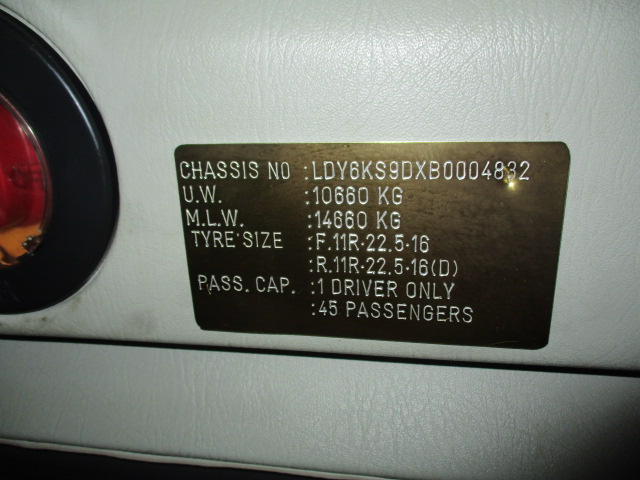 CHASSIS NO :LDY6KS9DXB0004832
U.W. :10660 KG
M.L.W. :14660 KG
TYRE SIZE :F.11R-22.5-16
:R.11R-22.5-16(D)
PASS. CAP. :1 DRIVER ONLY
:45 PASSENGERS